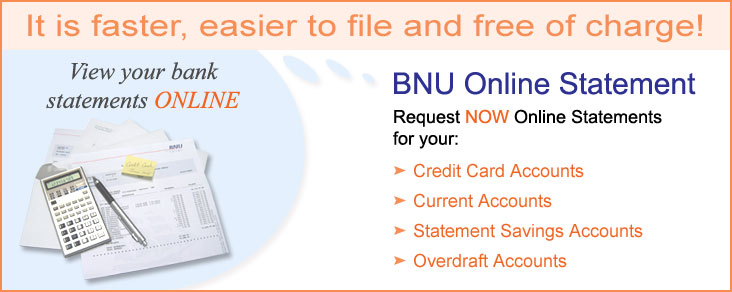 It is faster, easier to file and free of charge!
View your bank
statements ONLINE
BNU
BNU Online Statement
Request NOW Online Statements
for your:
➢ Credit Card Accounts
➢ Current Accounts
➢ Statement Savings Accounts
➢ Overdraft Accounts